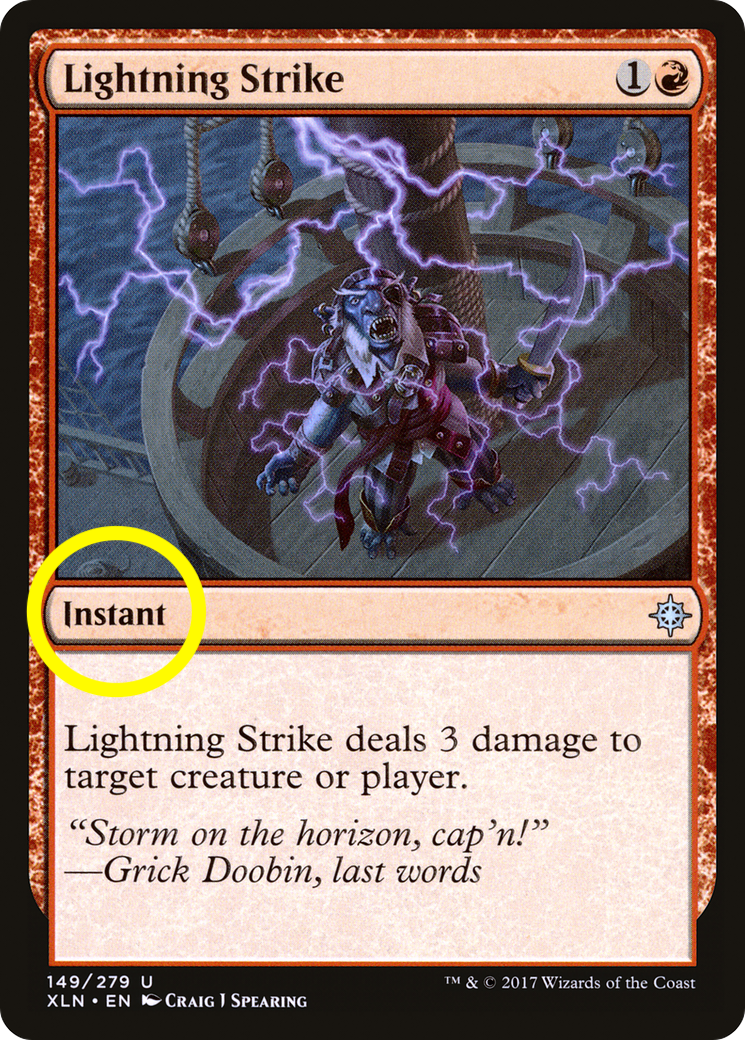 Lightning Strike 1
Instant
Lightning Strike deals 3 damage to
target creature or player.
“Storm on the horizon, cap’n!”
—Grick Doobin, last words
149/279 U
™ & © 2017 Wizards of the Coast
XLN • EN Craig J Spearing